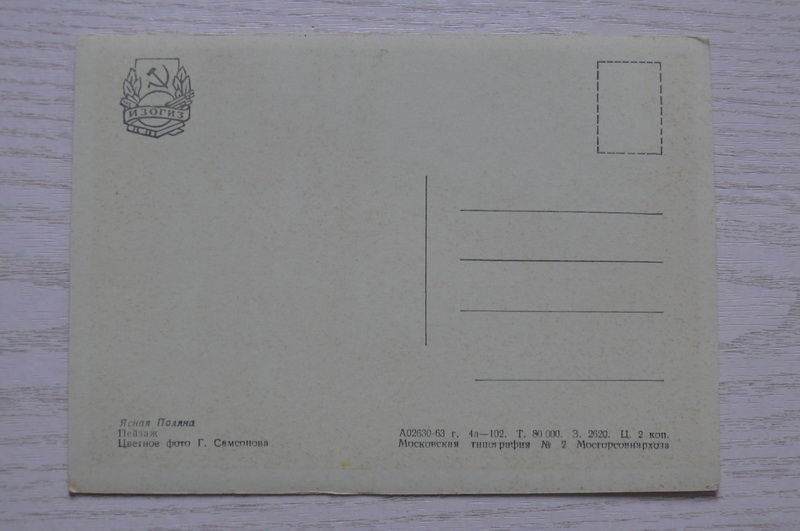 ИЗОГИЗ
Ясная Поляна
Пейзаж
Цветное фото Г. Самсонова
А02630-63 г. 4а—102. Т. 80 000. З. 2620. Ц. 2 коп.
Московская типография № 2 Мосгорсовнархоза